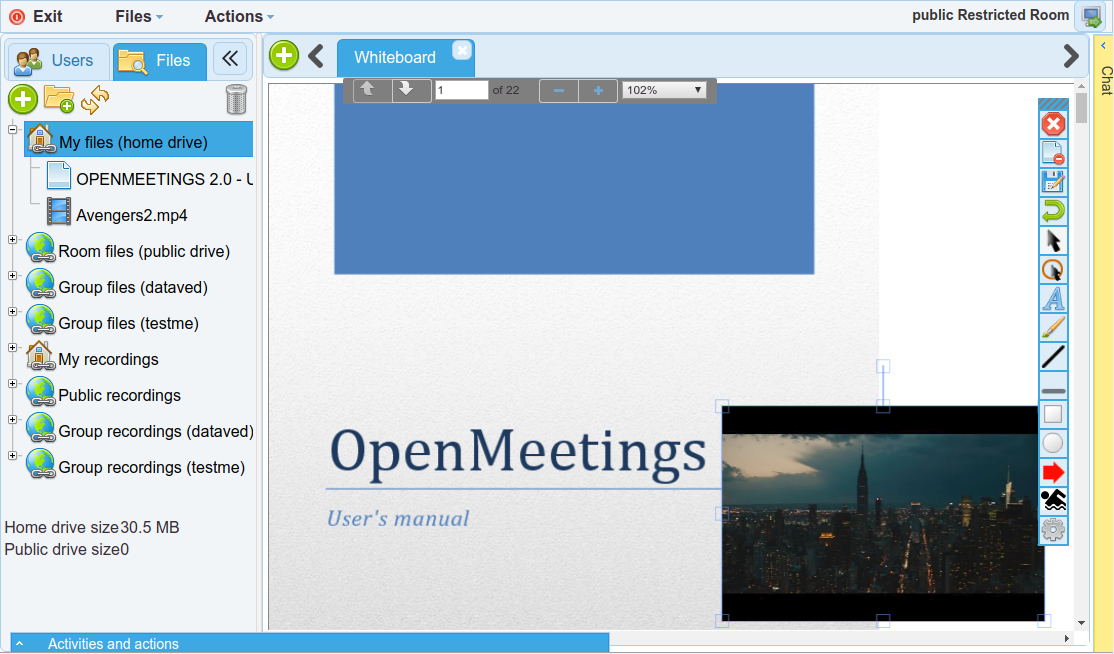 Exit Files Actions public Restricted Room
Users Files Whiteboard
1 of 22 102%
My files (home drive)
OPENMEETINGS 2.0 - U
Avengers2.mp4
Room files (public drive)
Group files (dataved)
Group files (testme)
My recordings
Public recordings
Group recordings (dataved)
Group recordings (testme)
Home drive size30.5 MB
Public drive size0
OpenMeetings
User's manual
A
Chat
Activities and actions